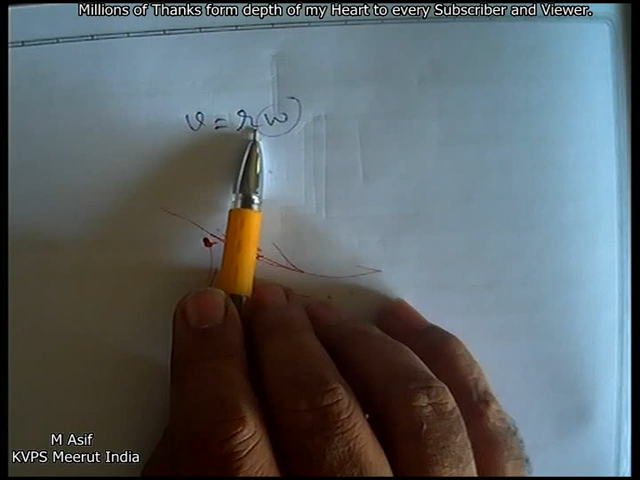 Millions of Thanks form depth of my Heart to every Subscriber and Viewer.
v = rω
M Asif
KVPS Meerut India